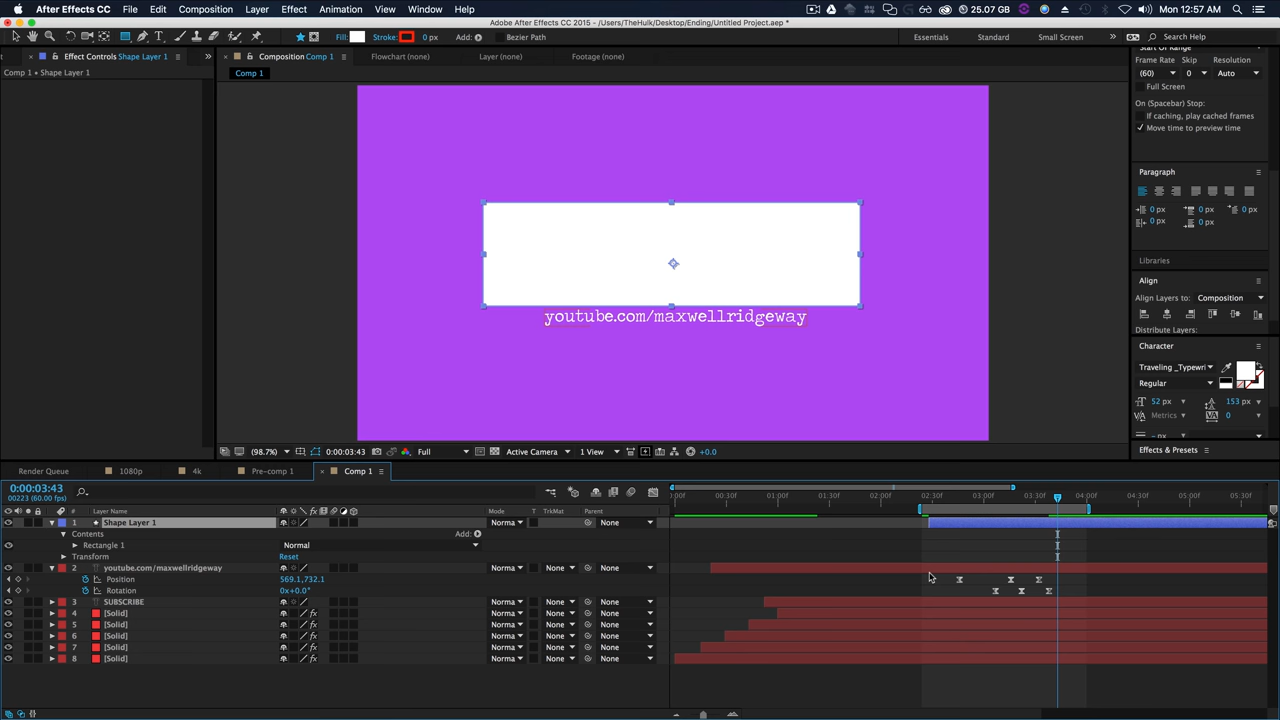 After Effects CC File Edit Composition Layer Effect Animation View Window Help 25.07 GB Mon 12:57 AM
Adobe After Effects CC 2015 - /Users/TheHulk/Desktop/Ending/Untitled Project.aep *
Fill: Stroke: 0 px Add: Bezier Path Essentials Standard Small Screen Search Help
Effect Controls Shape Layer 1 Composition Comp 1 Flowchart (none) Layer (none) Footage (none)
Comp 1 • Shape Layer 1 Comp 1
Frame Rate Skip Resolution
(60) 0 Auto
Full Screen
On (Spacebar) Stop:
If caching, play cached frames
Move time to preview time
Paragraph
0 px 0 px 0 px
0 px 0 px
Libraries
Align
Align Layers to: Composition
Distribute Layers:
Character
Traveling _Typewri
Regular
52 px 153 px
Metrics 0
- px
Effects & Presets
youtube.com/maxwellridgeway
(98.7%) 0:00:03:43 Full Active Camera 1 View +0.0
Render Queue 1080p 4k Pre-comp 1 Comp 1
0:00:03:43
00223 (60.00 fps)
:00f 00:30f 01:00f 01:30f 02:00f 02:30f 03:00f 03:30f 04:00f 04:30f 05:00f 05:30f
# Layer Name Mode T TrkMat Parent
1 Shape Layer 1 Norma None
Contents Add:
Rectangle 1 Normal
Transform Reset
2 youtube.com/maxwellridgeway Norma None None
Position 569.1,732.1
Rotation 0x+0.0°
3 SUBSCRIBE Norma None None
4 [Solid] Norma None None
5 [Solid] Norma None None
6 [Solid] Norma None None
7 [Solid] Norma None None
8 [Solid] Norma None None